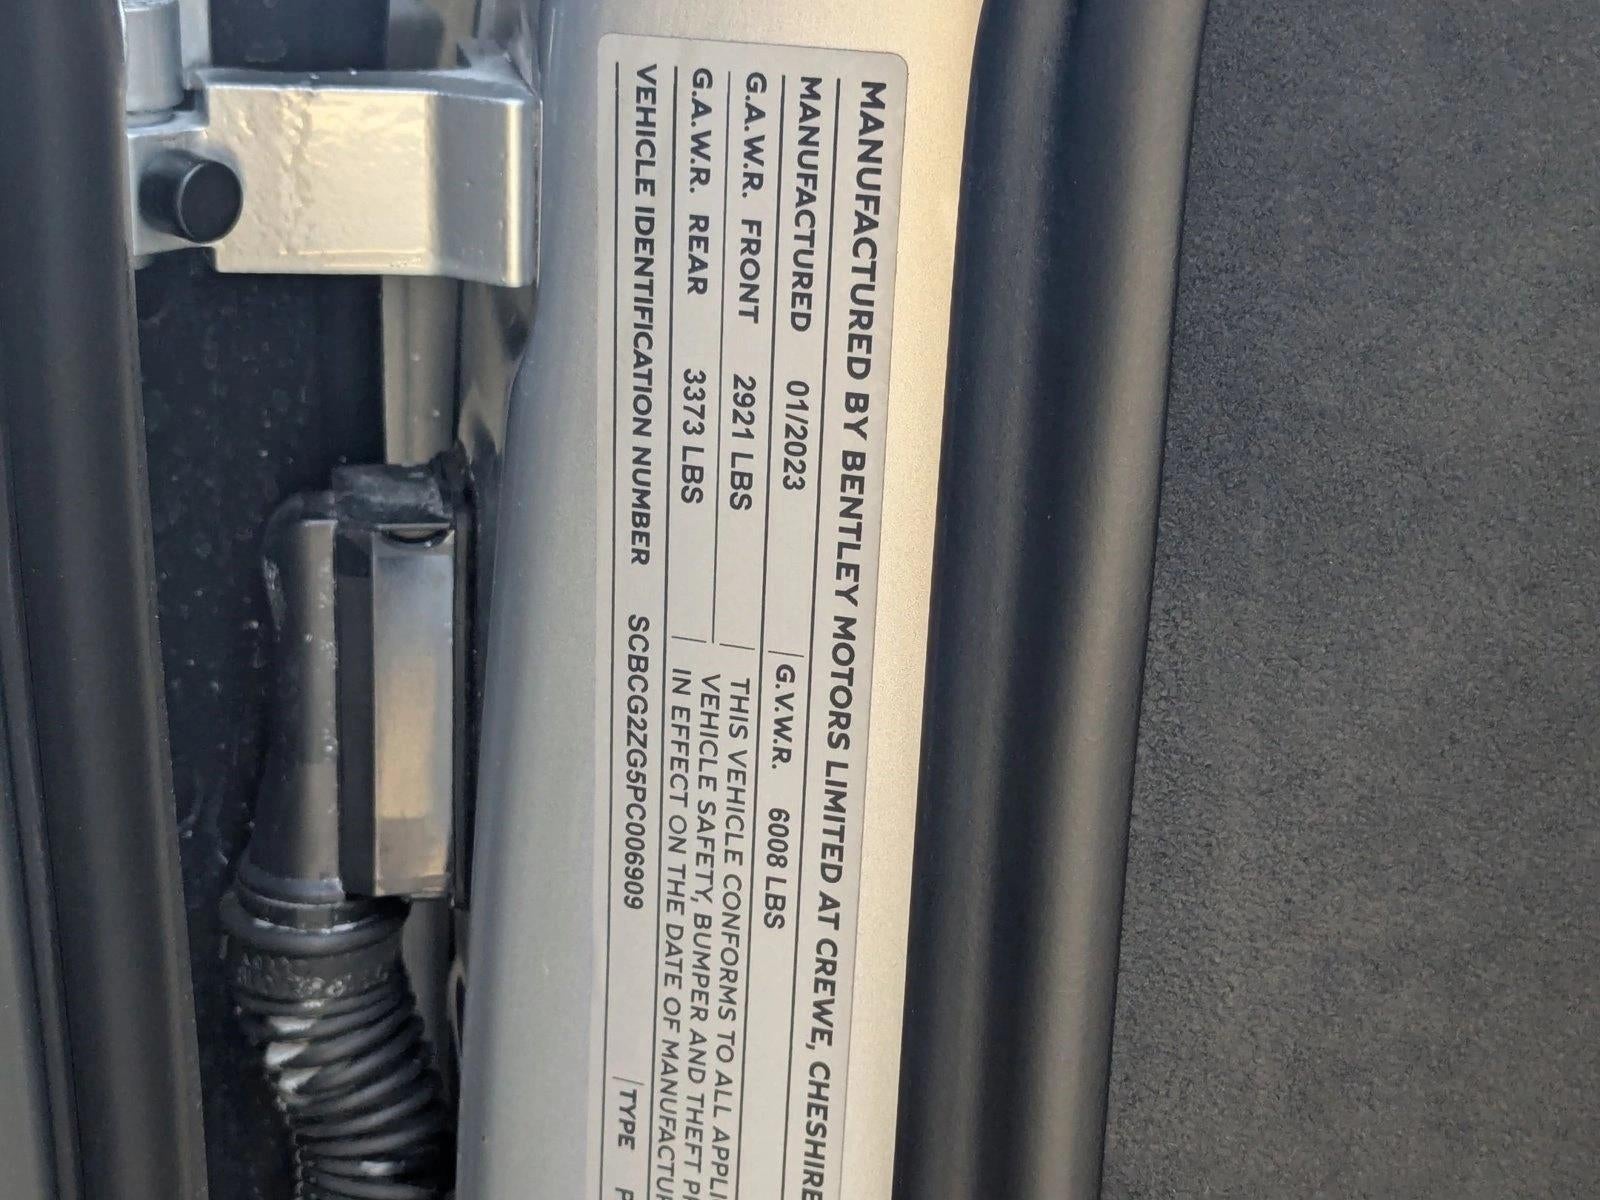 MANUFACTURED BY BENTLEY MOTORS LIMITED AT CREWE, CHESHIRE
MANUFACTURED 01/2023 G.V.W.R. 6008 LBS
G.A.W.R. FRONT 2921 LBS
G.A.W.R. REAR 3373 LBS
THIS VEHICLE CONFORMS TO ALL APPLI
VEHICLE SAFETY, BUMPER AND THEFT P
IN EFFECT ON THE DATE OF MANUFACTUR
VEHICLE IDENTIFICATION NUMBER SCBCG2ZG5PC006909 TYPE P